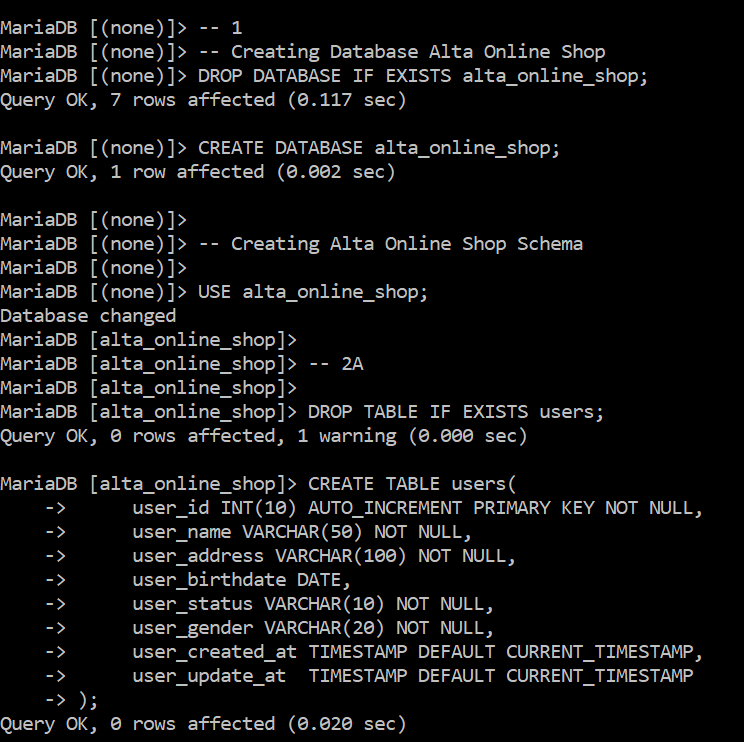 MariaDB [(none)]> -- 1
MariaDB [(none)]> -- Creating Database Alta Online Shop
MariaDB [(none)]> DROP DATABASE IF EXISTS alta_online_shop;
Query OK, 7 rows affected (0.117 sec)
MariaDB [(none)]> CREATE DATABASE alta_online_shop;
Query OK, 1 row affected (0.002 sec)
MariaDB [(none)]>
MariaDB [(none)]> -- Creating Alta Online Shop Schema
MariaDB [(none)]>
MariaDB [(none)]> USE alta_online_shop;
Database changed
MariaDB [alta_online_shop]>
MariaDB [alta_online_shop]> -- 2A
MariaDB [alta_online_shop]>
MariaDB [alta_online_shop]> DROP TABLE IF EXISTS users;
Query OK, 0 rows affected, 1 warning (0.000 sec)
MariaDB [alta_online_shop]> CREATE TABLE users(
    ->      user_id INT(10) AUTO_INCREMENT PRIMARY KEY NOT NULL,
    ->      user_name VARCHAR(50) NOT NULL,
    ->      user_address VARCHAR(100) NOT NULL,
    ->      user_birthdate DATE,
    ->      user_status VARCHAR(10) NOT NULL,
    ->      user_gender VARCHAR(20) NOT NULL,
    ->      user_created_at TIMESTAMP DEFAULT CURRENT_TIMESTAMP,
    ->      user_update_at  TIMESTAMP DEFAULT CURRENT_TIMESTAMP
    -> );
Query OK, 0 rows affected (0.020 sec)